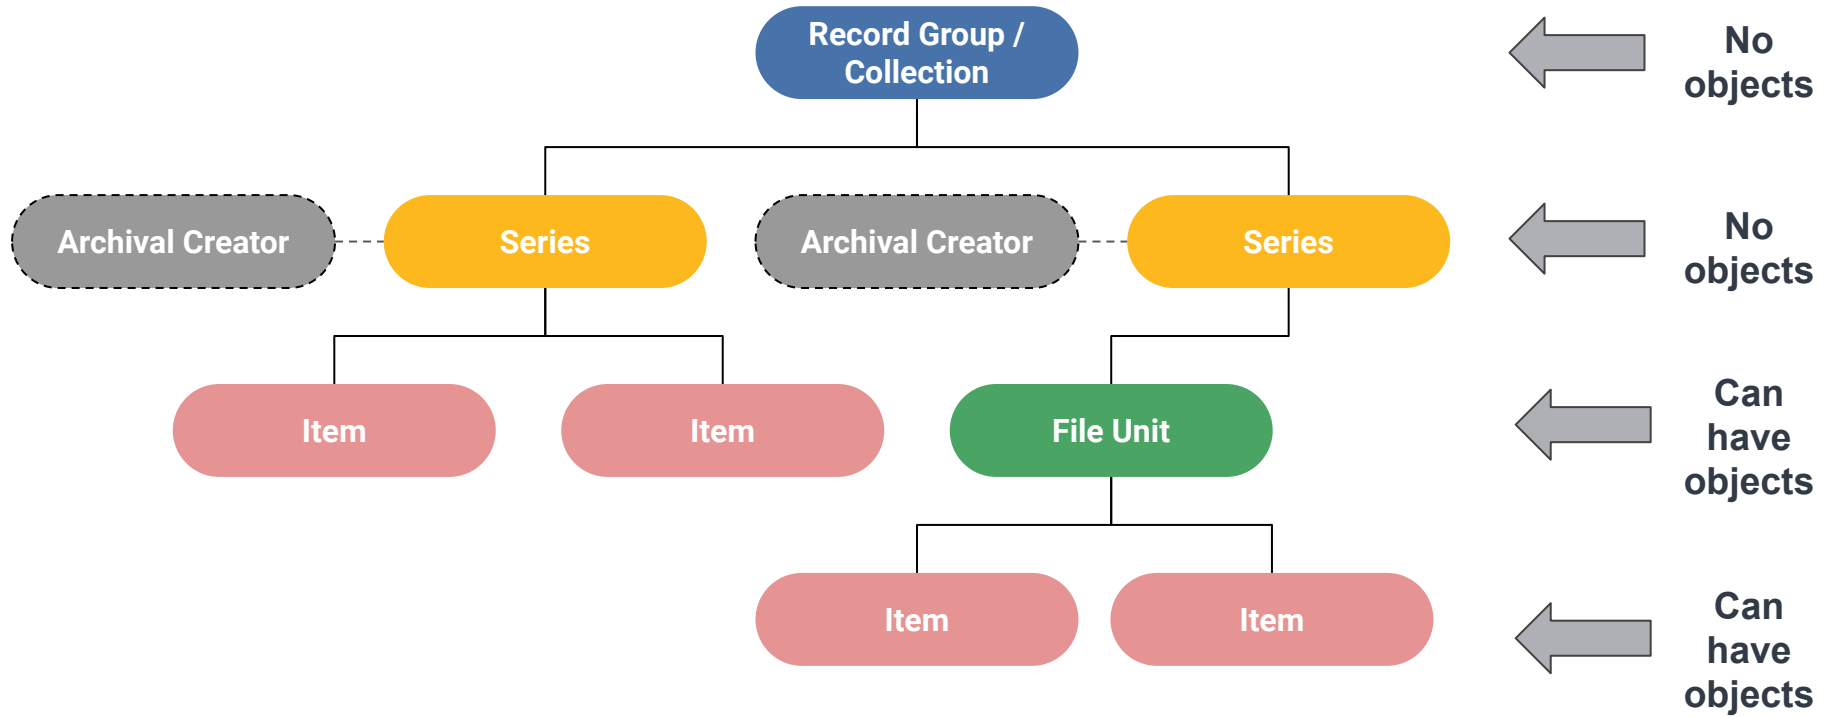 Record Group /
Collection
No
objects
Archival Creator
Series
Archival Creator
Series
No
objects
Item
Item
File Unit
Can
have
objects
Item
Item
Can
have
objects